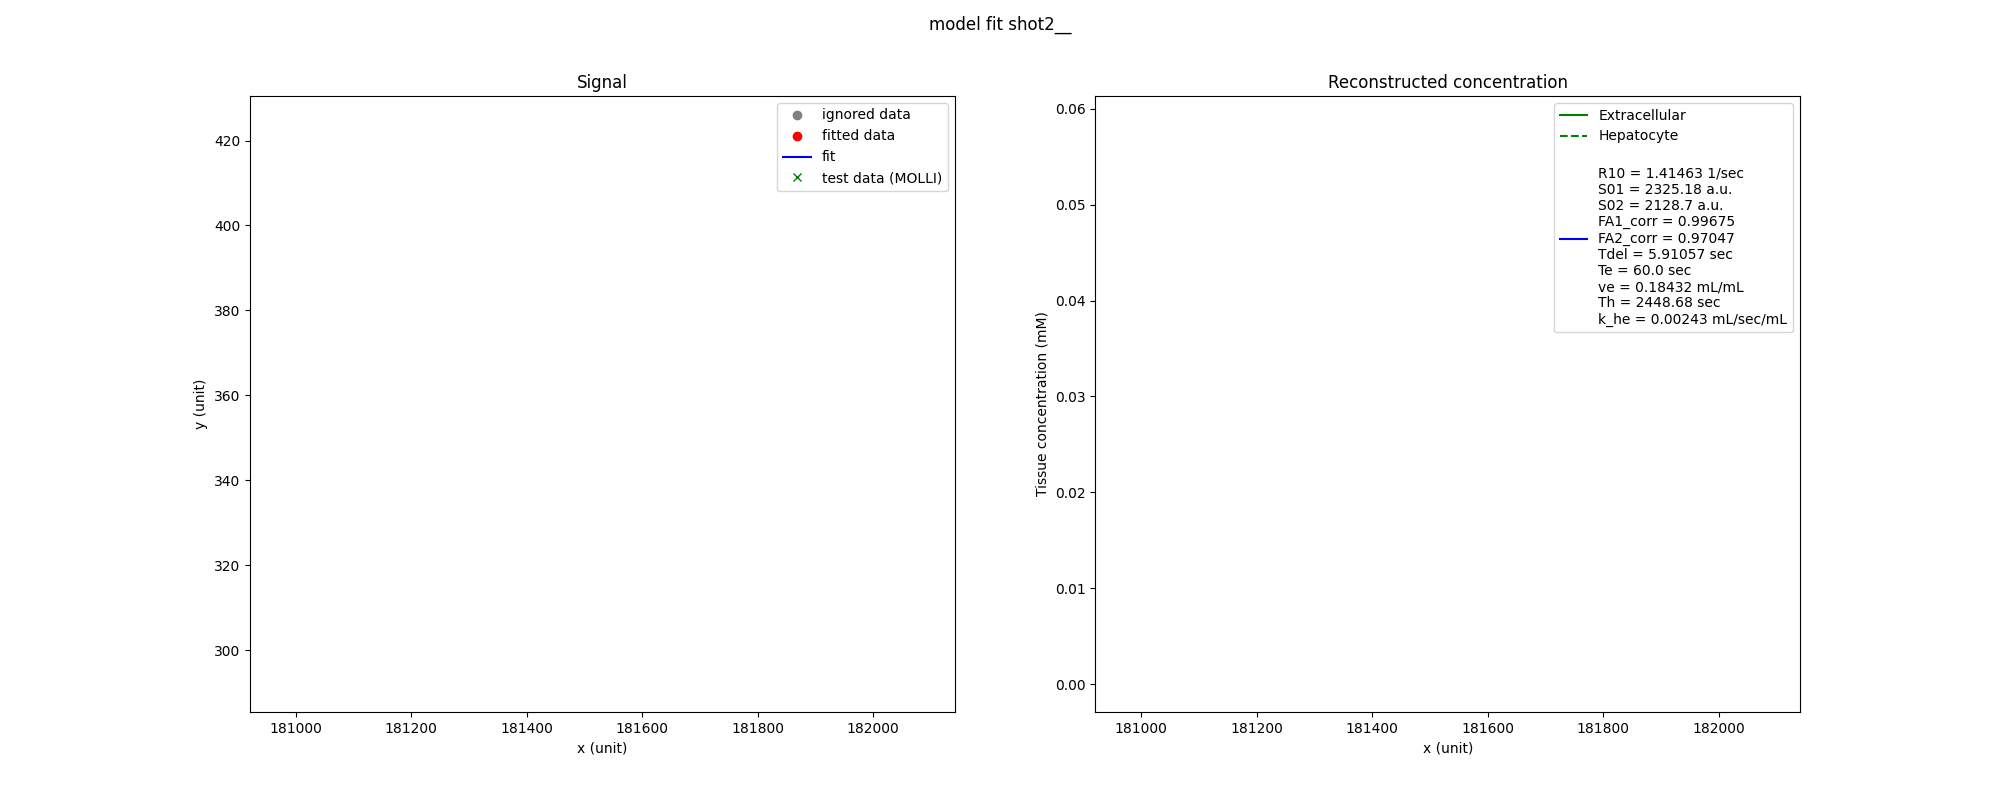 model fit shot2__
Signal
ignored data
fitted data
fit
test data (MOLLI)
420
400
380
360
340
320
300
y (unit)
181000 181200 181400 181600 181800 182000
x (unit)
Reconstructed concentration
Extracellular
Hepatocyte
R10 = 1.41463 1/sec
S01 = 2325.18 a.u.
S02 = 2128.7 a.u.
FA1_corr = 0.99675
FA2_corr = 0.97047
Tdel = 5.91057 sec
Te = 60.0 sec
ve = 0.18432 mL/mL
Th = 2448.68 sec
k_he = 0.00243 mL/sec/mL
0.06
0.05
0.04
0.03
0.02
0.01
0.00
Tissue concentration (mM)
181000 181200 181400 181600 181800 182000
x (unit)